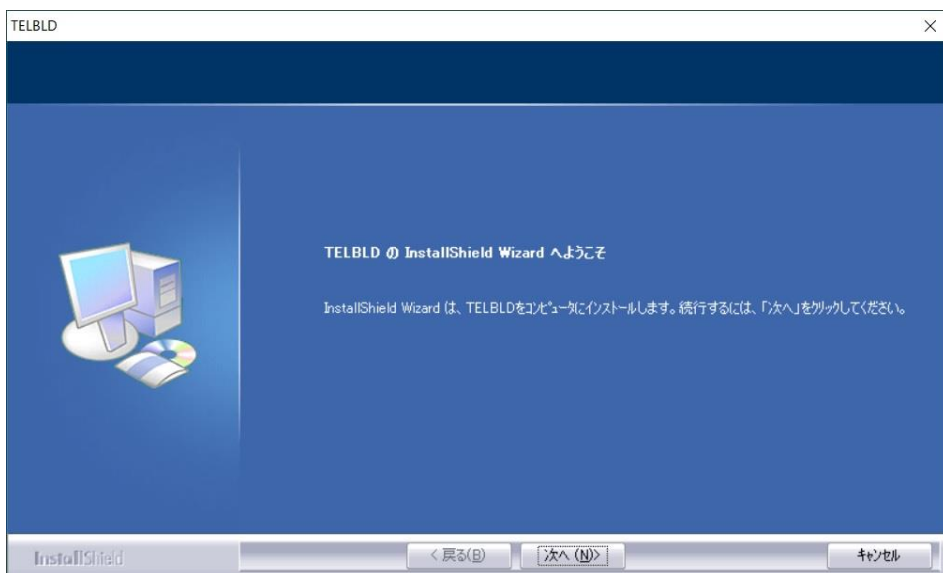 TELBLD
TELBLD の InstallShield Wizard へようこそ
InstallShield Wizard は、TELBLDをコンピュータにインストールします。続行するには、「次へ」をクリックしてください。
InstallShield
< 戻る(B)
次へ (N)>
キャンセル